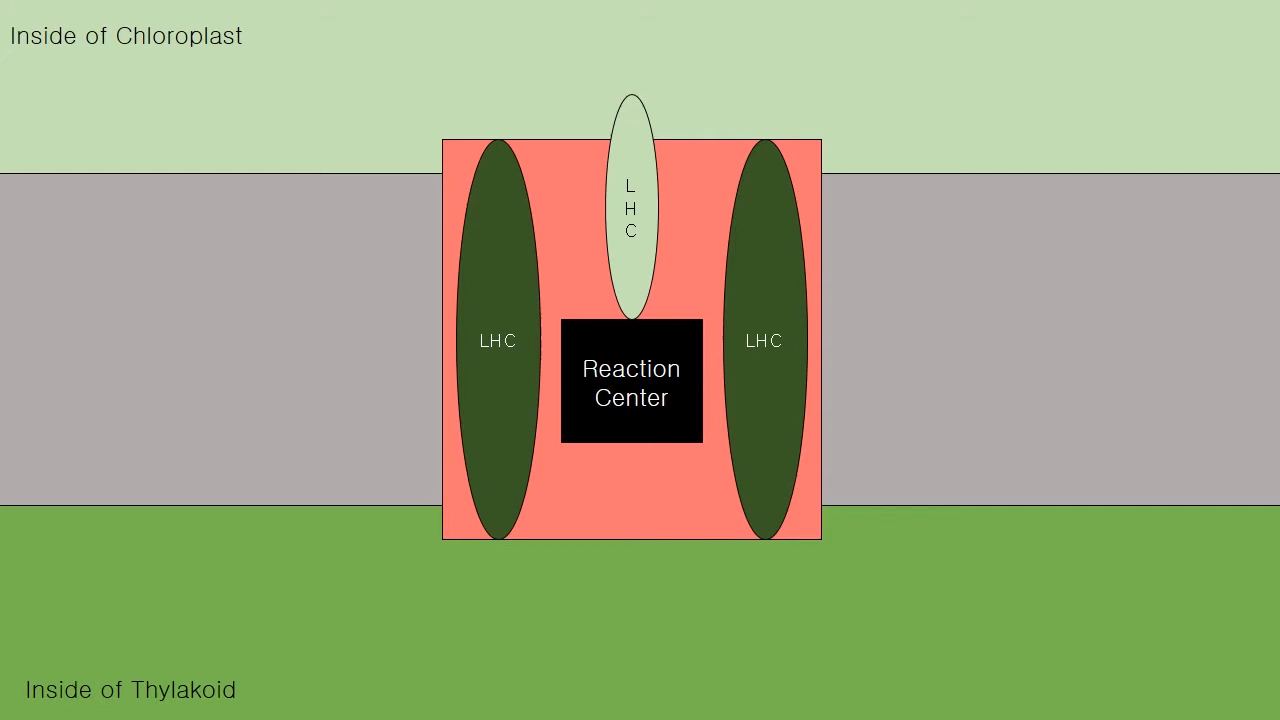 Inside of Chloroplast
L
H
C
LHC
LHC
Reaction
Center
Inside of Thylakoid